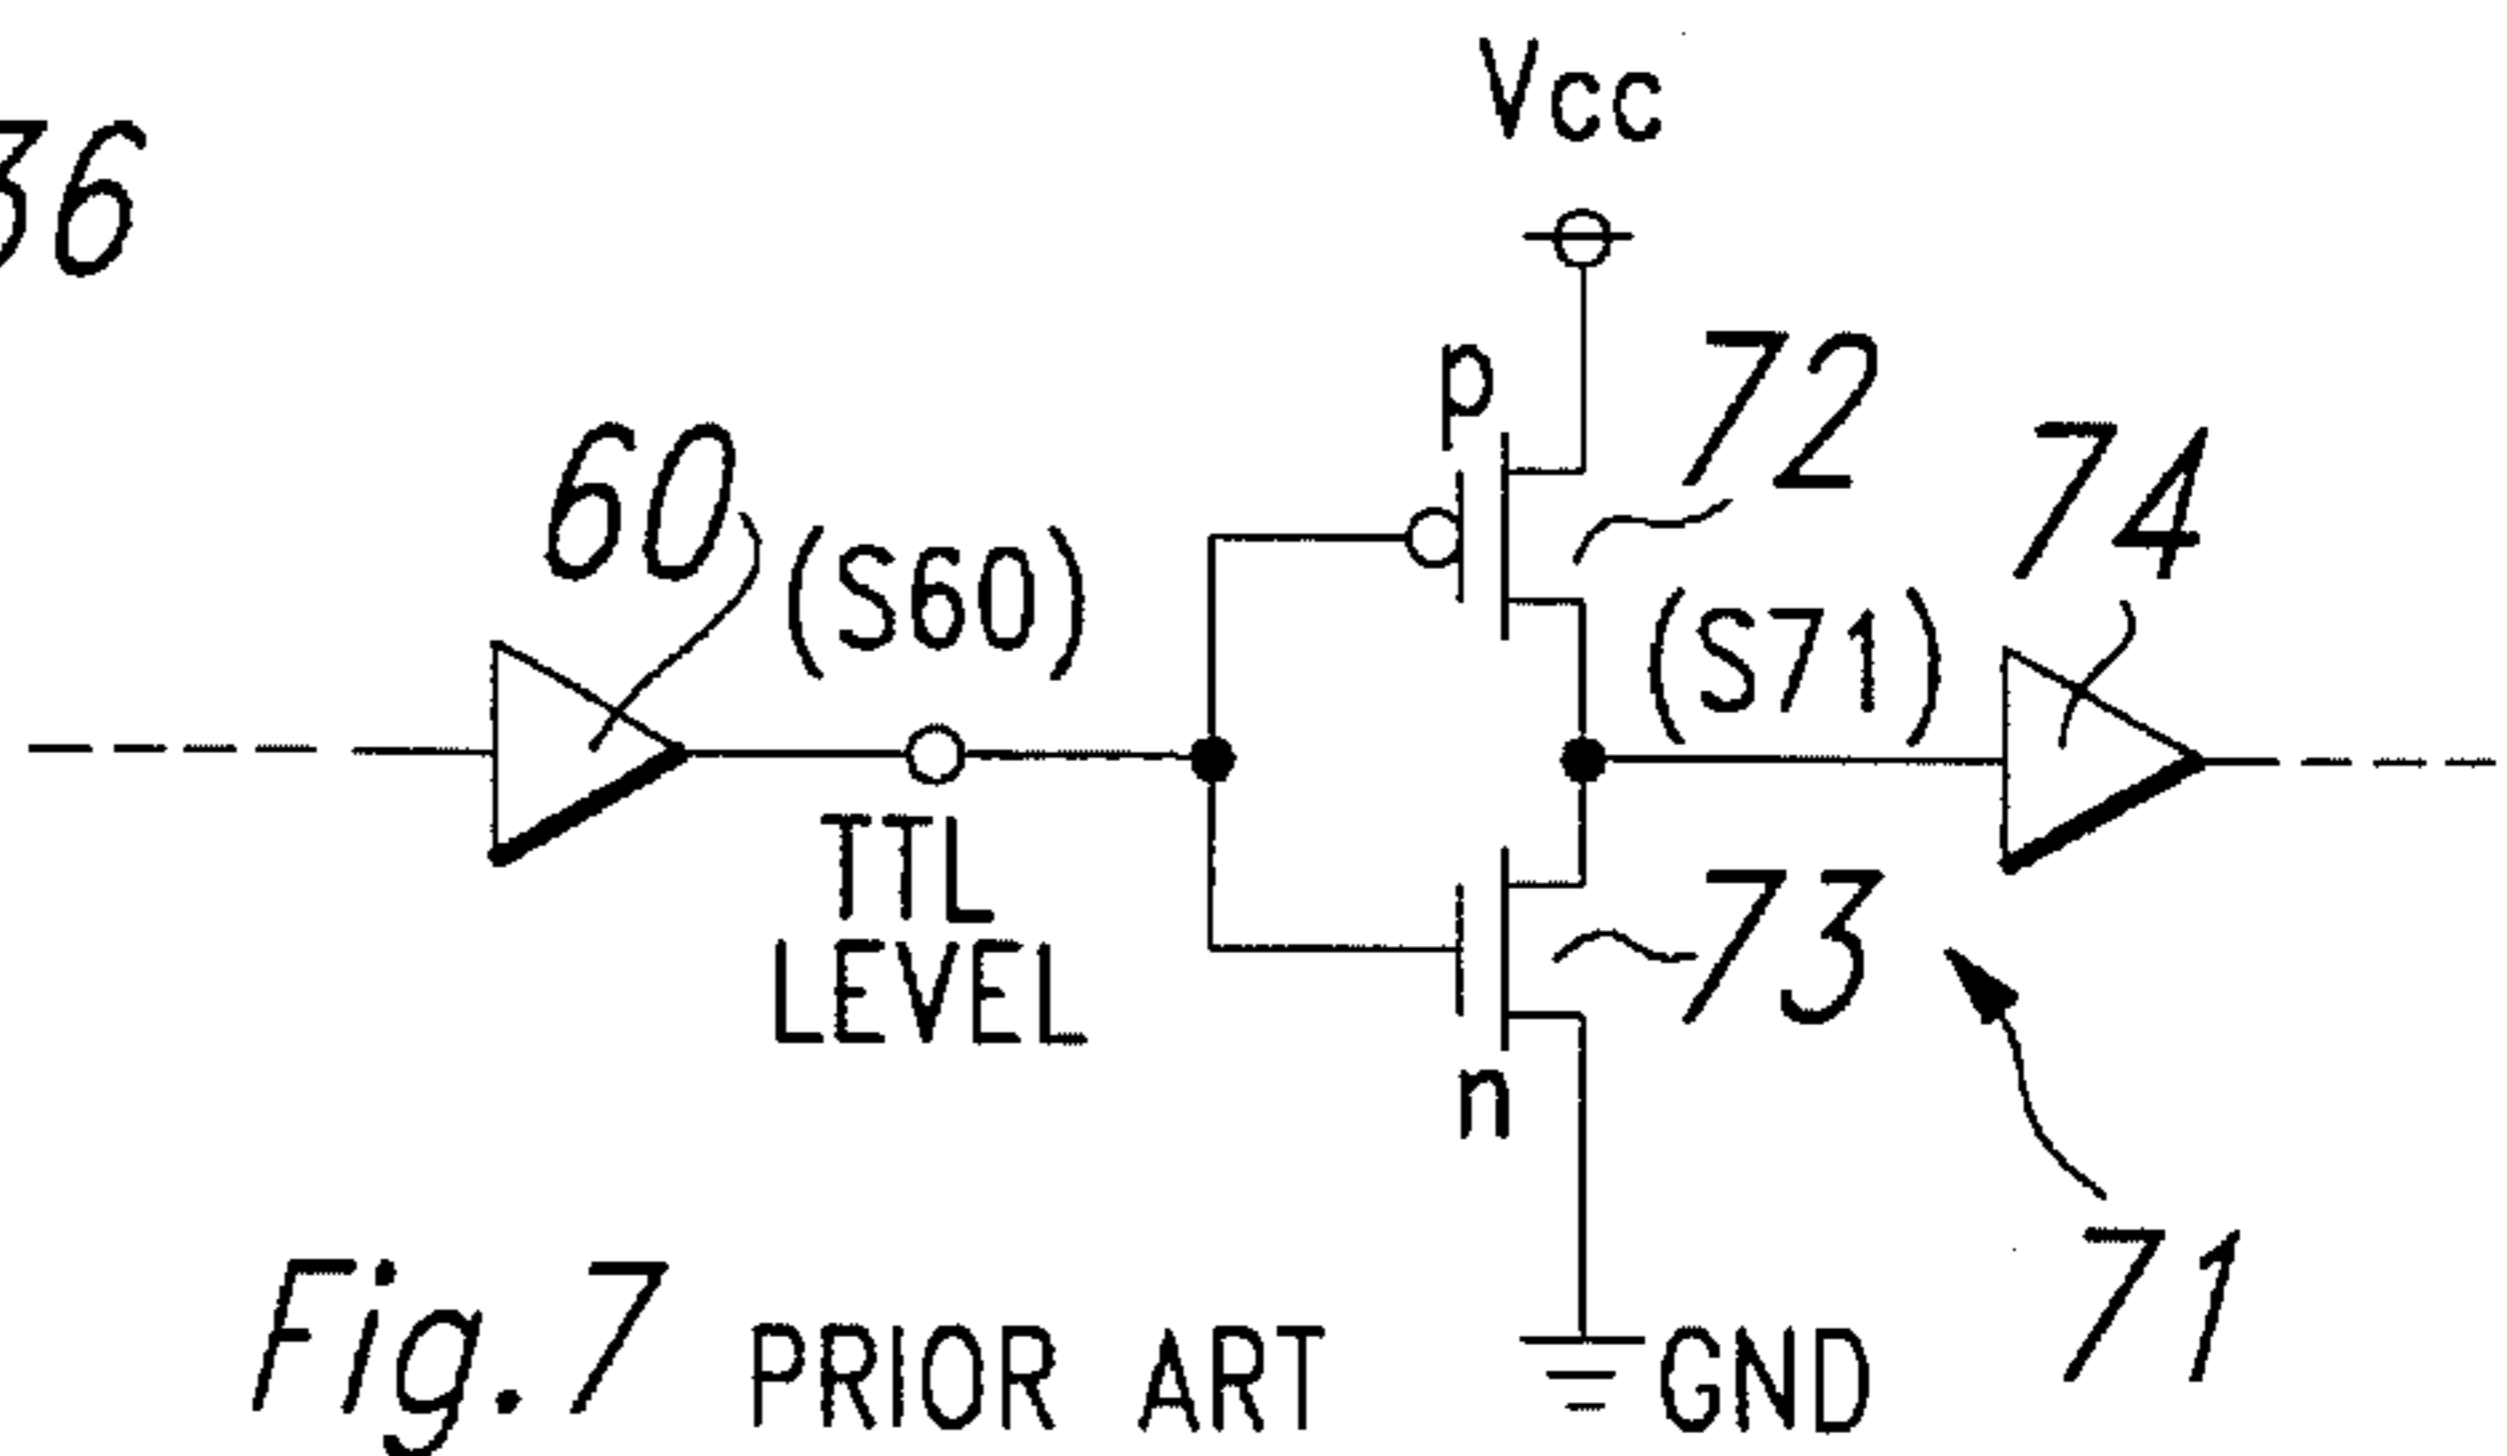 Vcc
36
p
72
74
60
(S60)
(S71)
TTL
LEVEL
73
n
71
Fig. 7 PRIOR ART
GND